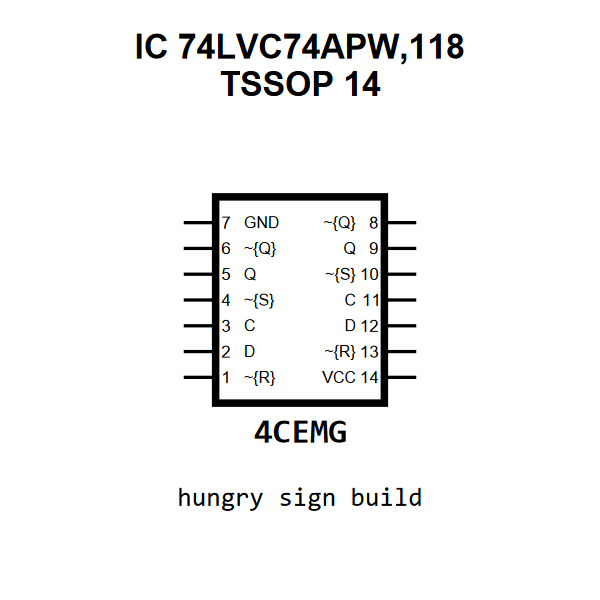 IC 74LVC74APW,118
TSSOP 14
7 GND ~{Q} 8
6 ~{Q} Q 9
5 Q ~{S} 10
4 ~{S} C 11
3 C D 12
2 D ~{R} 13
1 ~{R} VCC 14
4CEMG
hungry sign build